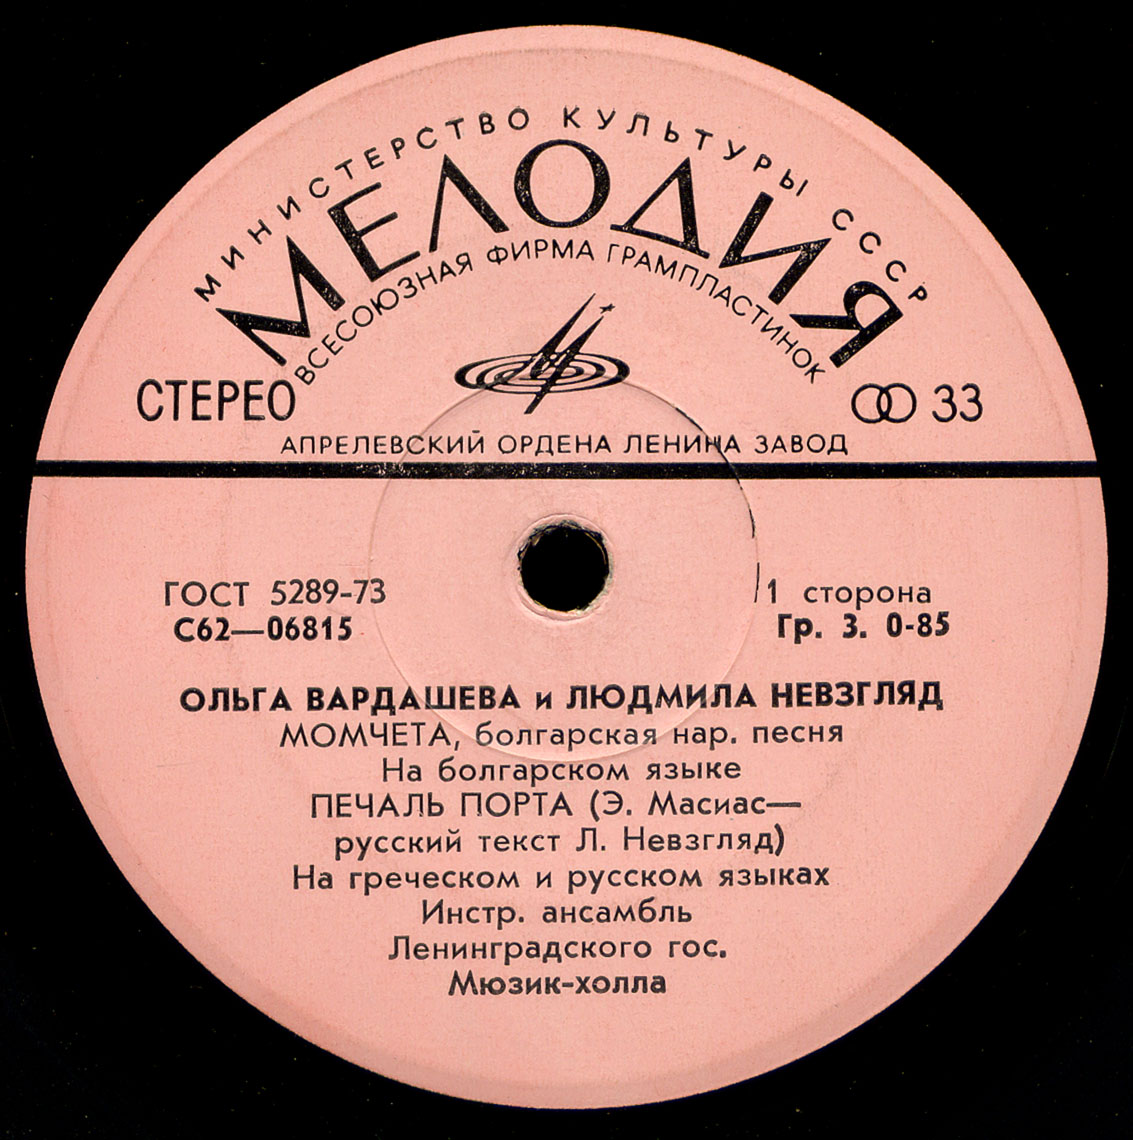 МИНИСТЕРСТВО КУЛЬТУРЫ СССР
МЕЛОДИЯ
ВСЕСОЮЗНАЯ ФИРМА ГРАМПЛАСТИНОК
СТЕРЕО
33
АПРЕЛЕВСКИЙ ОРДЕНА ЛЕНИНА ЗАВОД
ГОСТ 5289-73
С62—06815
1 сторона
Гр. 3. 0-85
ОЛЬГА ВАРДАШЕВА и ЛЮДМИЛА НЕВЗГЛЯД
МОМЧЕТА, болгарская нар. песня
На болгарском языке
ПЕЧАЛЬ ПОРТА (Э. Масиас—
русский текст Л. Невзгляд)
На греческом и русском языках
Инстр. ансамбль
Ленинградского гос.
Мюзик-холла